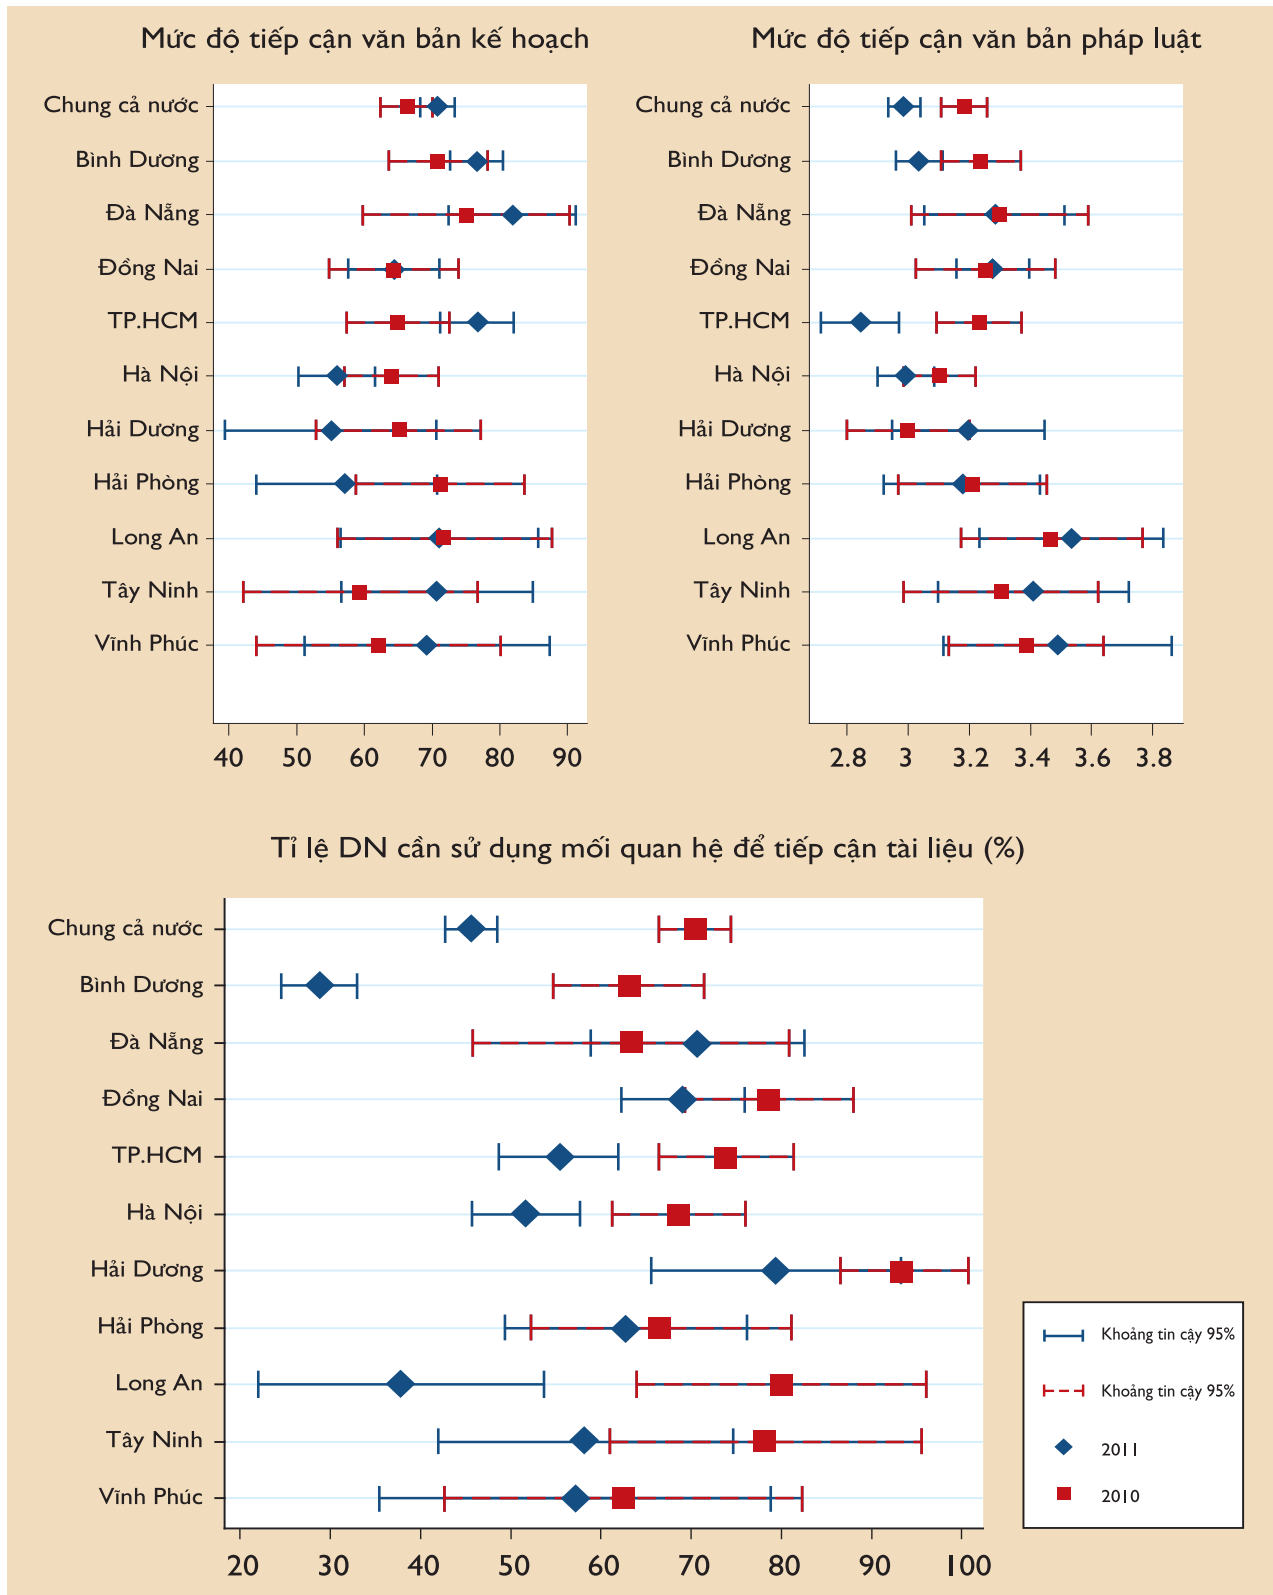 Mức độ tiếp cận văn bản kế hoạch
Chung cả nước
Bình Dương
Đà Nẵng
Đồng Nai
TP.HCM
Hà Nội
Hải Dương
Hải Phòng
Long An
Tây Ninh
Vĩnh Phúc
40 50 60 70 80 90
Mức độ tiếp cận văn bản pháp luật
Chung cả nước
Bình Dương
Đà Nẵng
Đồng Nai
TP.HCM
Hà Nội
Hải Dương
Hải Phòng
Long An
Tây Ninh
Vĩnh Phúc
2.8 3 3.2 3.4 3.6 3.8
Tỉ lệ DN cần sử dụng mối quan hệ để tiếp cận tài liệu (%)
Chung cả nước
Bình Dương
Đà Nẵng
Đồng Nai
TP.HCM
Hà Nội
Hải Dương
Hải Phòng
Long An
Tây Ninh
Vĩnh Phúc
20 30 40 50 60 70 80 90 100
Khoảng tin cậy 95%
Khoảng tin cậy 95%
2011
2010